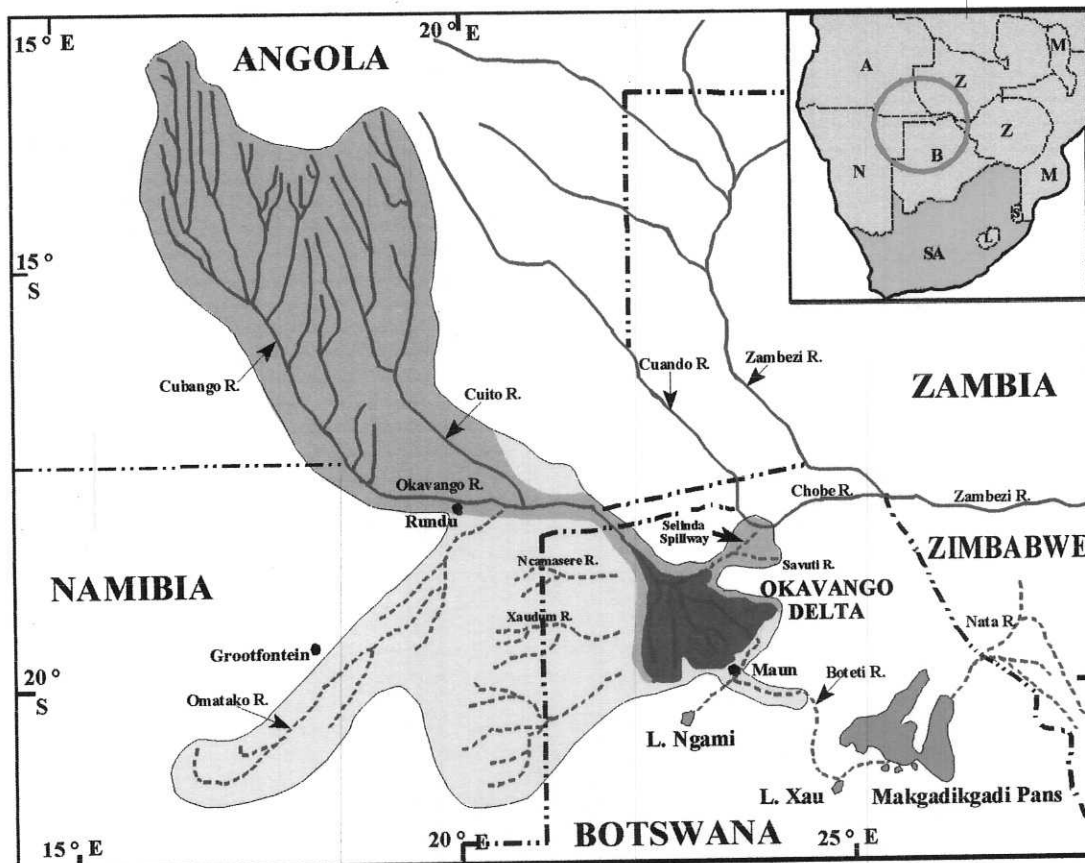 15° E
20° E
ANGOLA
A
Z
M
Z
N
B
M
S
L
SA
15°
S
Cubango R.
Cuito R.
Cuando R.
Zambezi R.
ZAMBIA
Okavango R.
Rundu
Chobe R.
Zambezi R.
Selinda
Spillway
ZIMBABWE
Ncamasere R.
Savuti R.
NAMIBIA
OKAVANGO
DELTA
Xaudum R.
Nata R.
Grootfontein
Maun
Boteti R.
20°
S
Omatako R.
L. Ngami
L. Xau
Makgadikgadi Pans
15° E
20° E
BOTSWANA
25° E